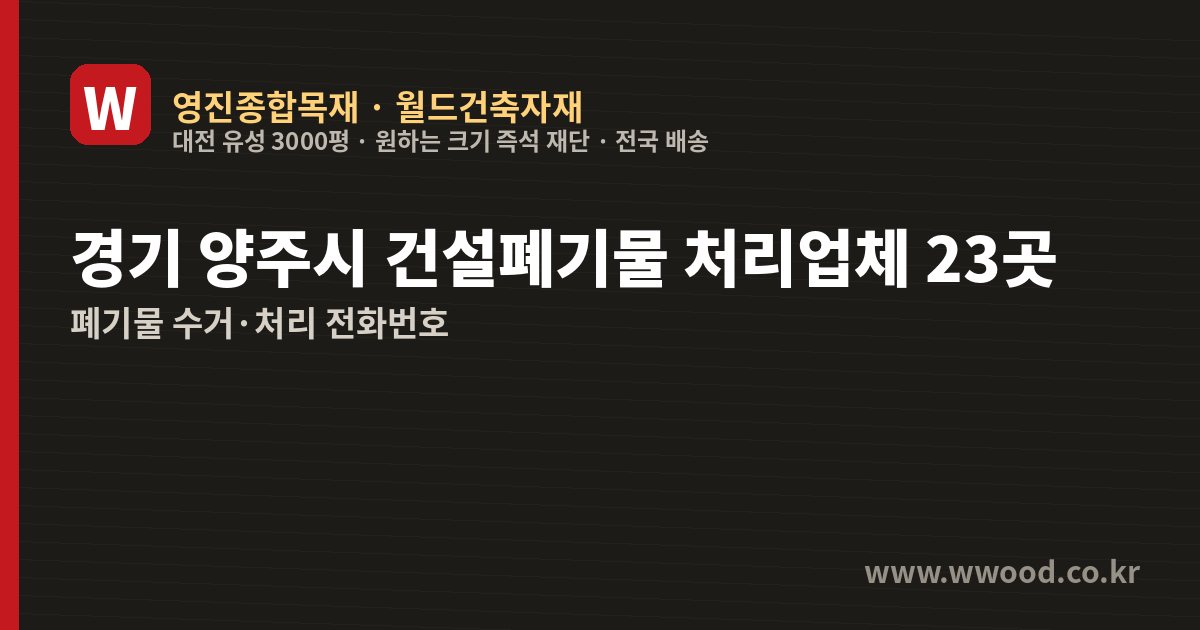 W
영진종합목재 · 월드건축자재
대전 유성 3000평 · 원하는 크기 즉석 재단 · 전국 배송
경기 양주시 건설폐기물 처리업체 23곳
폐기물 수거·처리 전화번호
www.wwood.co.kr